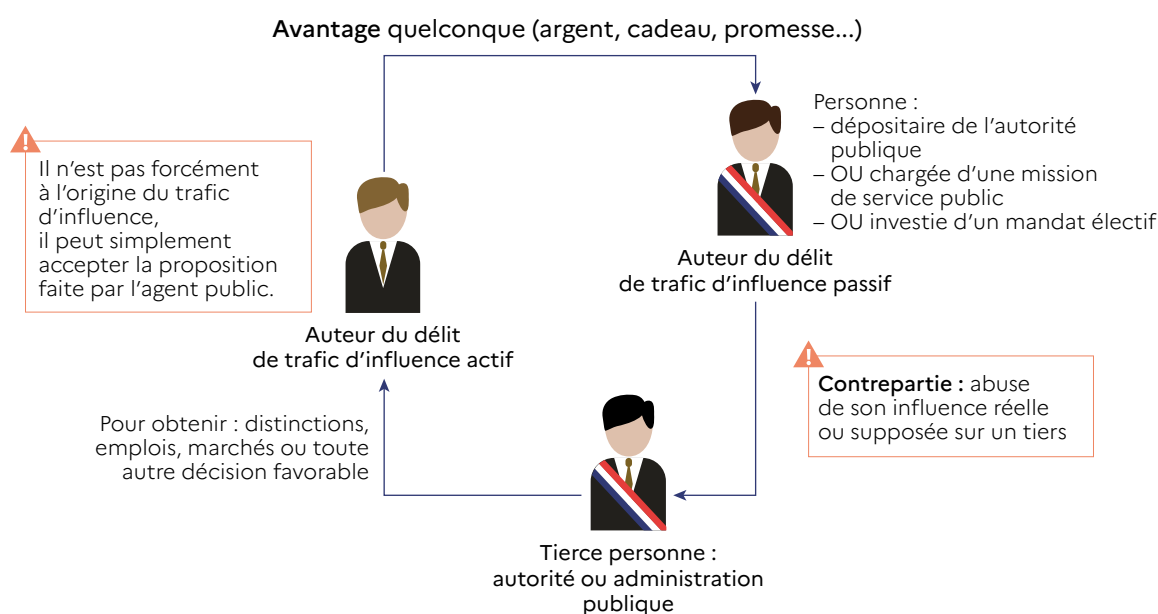 Avantage quelconque (argent, cadeau, promesse...)
Personne :
– dépositaire de l'autorité
publique
– OU chargée d'une mission
de service public
– OU investie d'un mandat électif
!
Il n'est pas forcément
à l'origine du trafic
d'influence,
il peut simplement
accepter la proposition
faite par l'agent public.
Auteur du délit
de trafic d'influence passif
Auteur du délit
de trafic d'influence actif
!
Contrepartie : abuse
de son influence réelle
ou supposée sur un tiers
Pour obtenir : distinctions,
emplois, marchés ou toute
autre décision favorable
Tierce personne :
autorité ou administration
publique